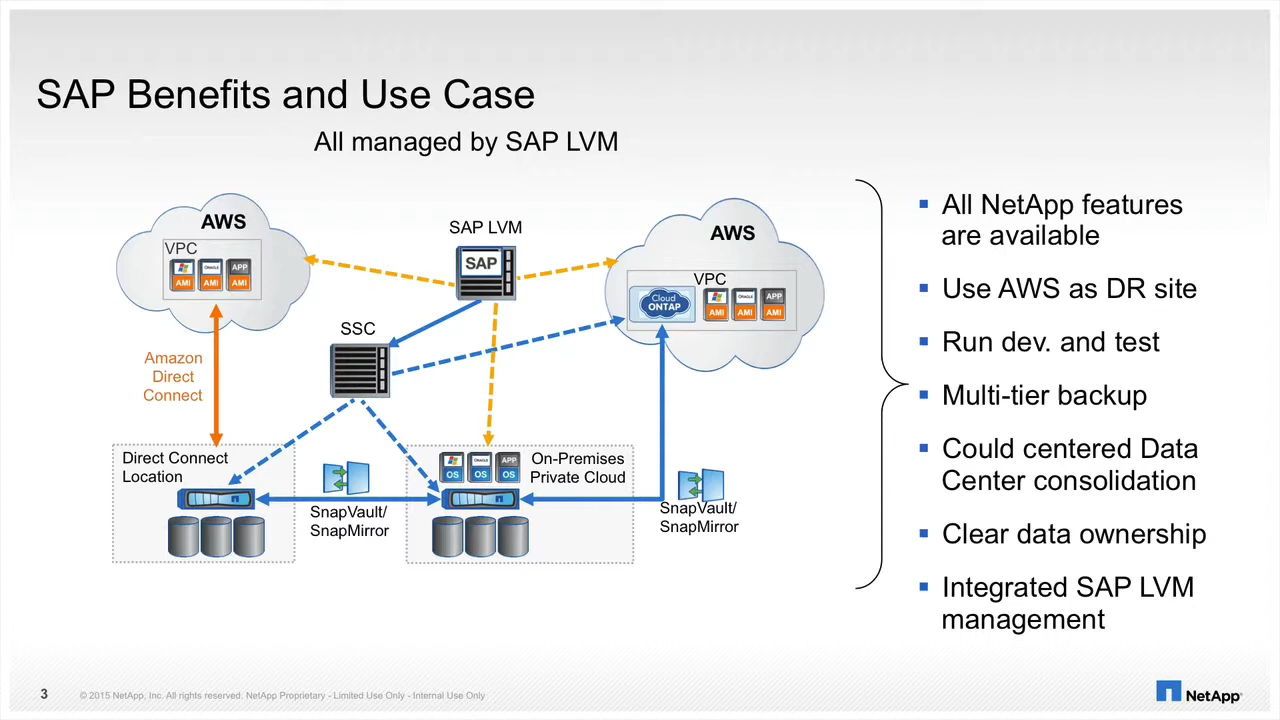 SAP Benefits and Use Case
All managed by SAP LVM
AWS
VPC
ORACLE
APP
AMI
AMI
AMI
SAP LVM
SAP
AWS
VPC
Cloud
ONTAP
ORACLE
APP
AMI
AMI
AMI
SSC
Amazon
Direct
Connect
Direct Connect
Location
SnapVault/
SnapMirror
ORACLE
APP
OS
OS
OS
On-Premises
Private Cloud
SnapVault/
SnapMirror
All NetApp features
are available
Use AWS as DR site
Run dev. and test
Multi-tier backup
Could centered Data
Center consolidation
Clear data ownership
Integrated SAP LVM
management
3
© 2015 NetApp, Inc. All rights reserved. NetApp Proprietary - Limited Use Only - Internal Use Only
NetApp